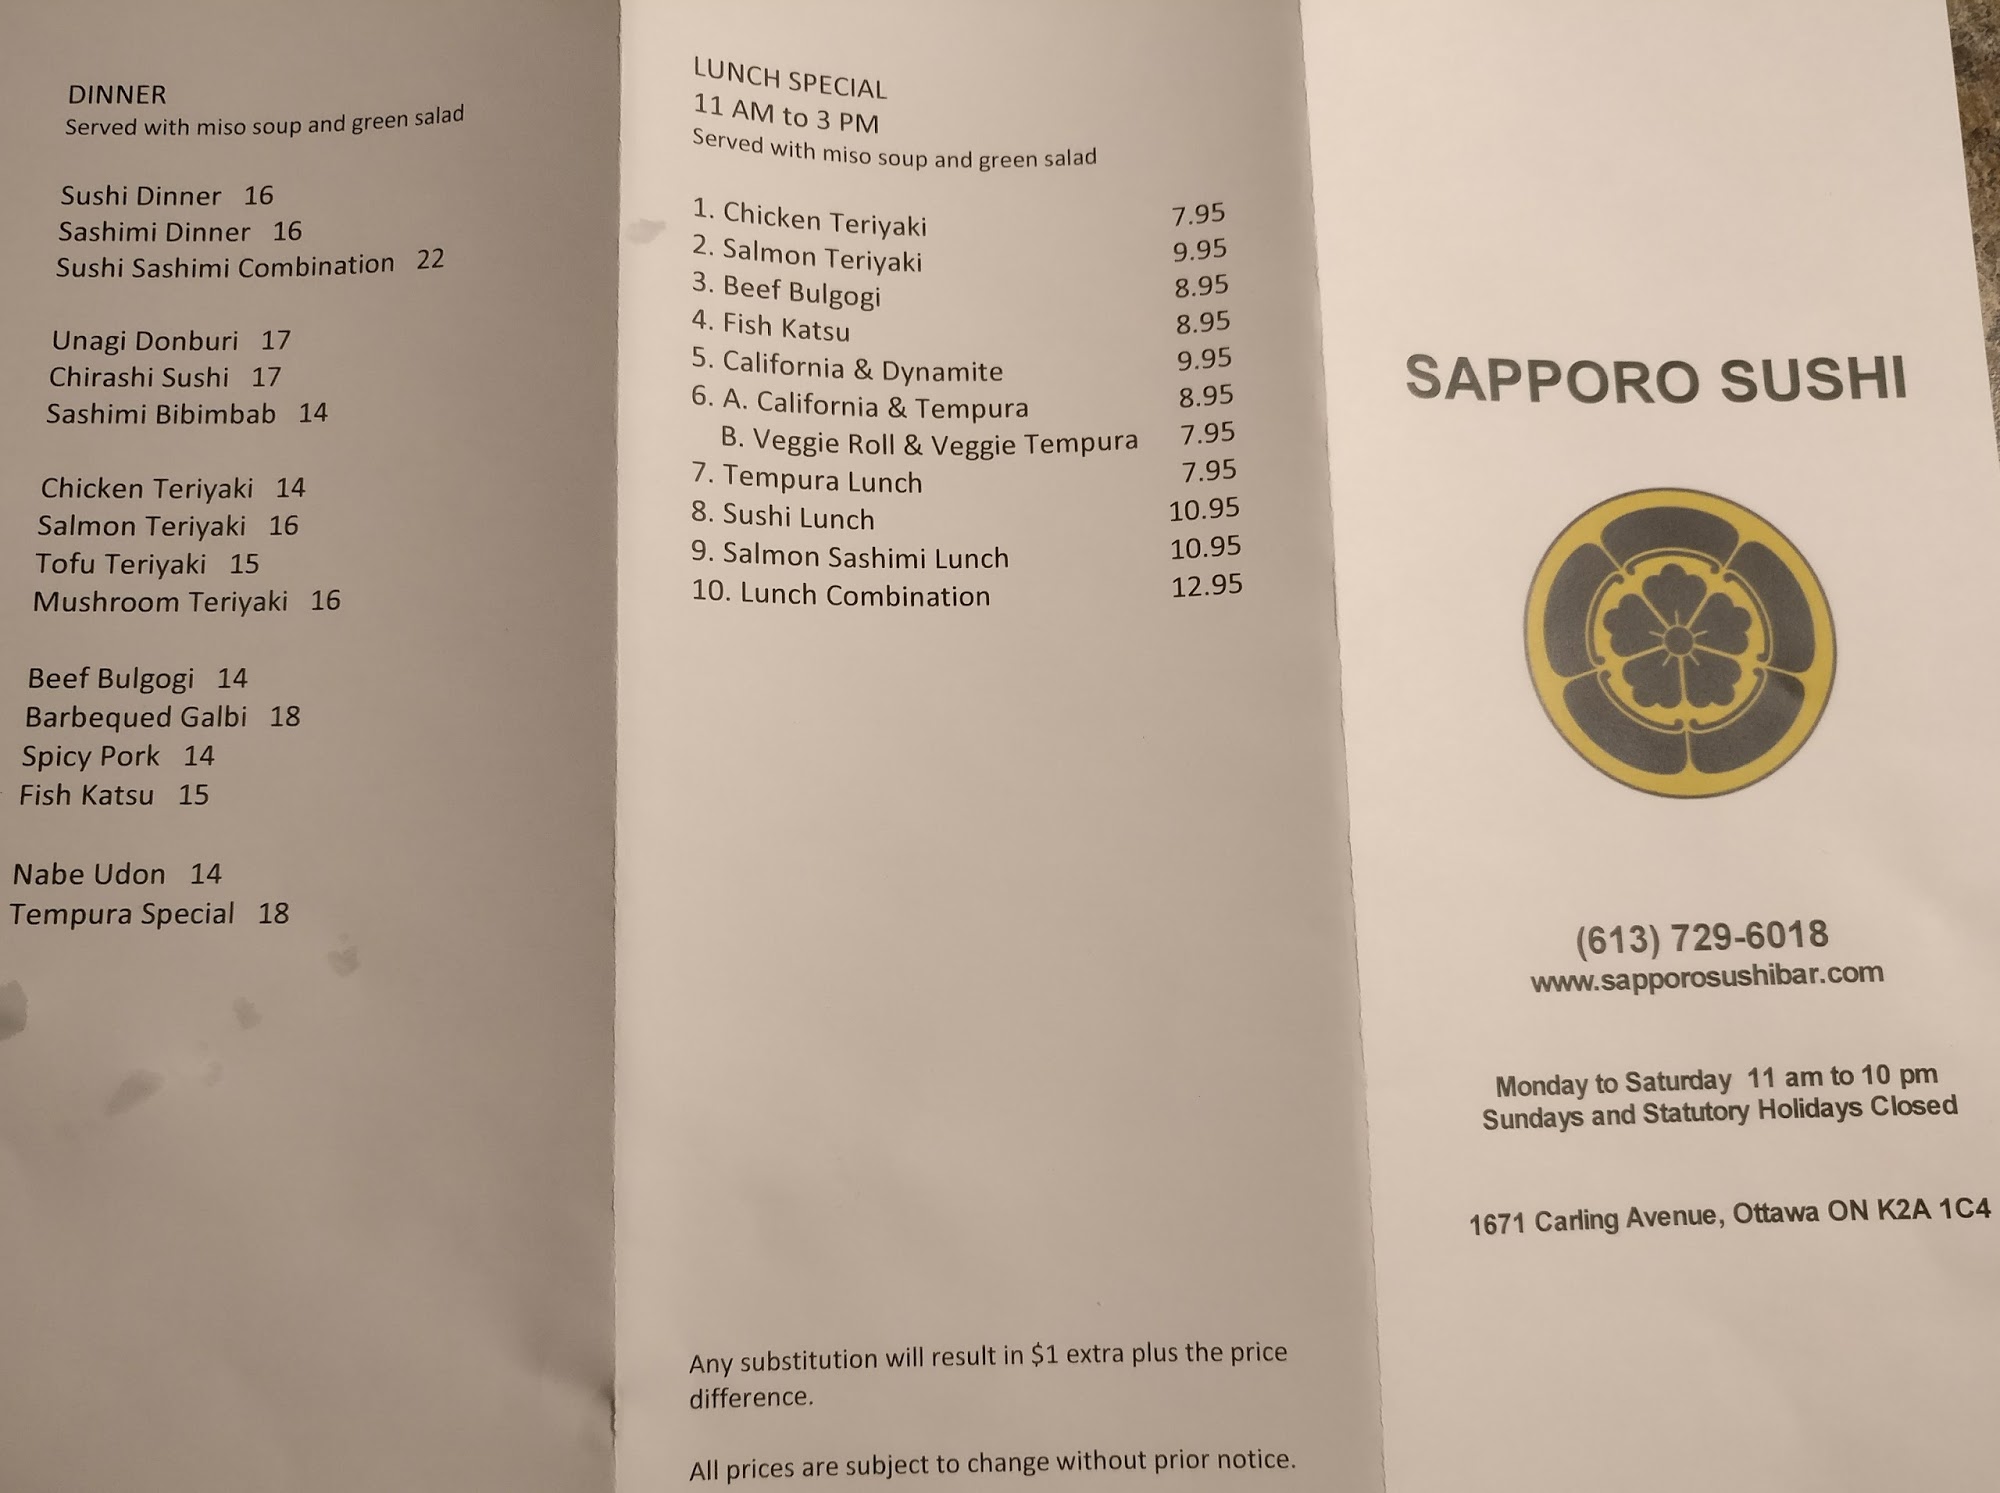 DINNER
Served with miso soup and green salad
Sushi Dinner 16
Sashimi Dinner 16
Sushi Sashimi Combination 22
Unagi Donburi 17
Chirashi Sushi 17
Sashimi Bibimbab 14
Chicken Teriyaki 14
Salmon Teriyaki 16
Tofu Teriyaki 15
Mushroom Teriyaki 16
Beef Bulgogi 14
Barbequed Galbi 18
Spicy Pork 14
Fish Katsu 15
Nabe Udon 14
Tempura Special 18
LUNCH SPECIAL
11 AM to 3 PM
Served with miso soup and green salad
1. Chicken Teriyaki 7.95
2. Salmon Teriyaki 9.95
3. Beef Bulgogi 8.95
4. Fish Katsu 8.95
5. California & Dynamite 9.95
6. A. California & Tempura 8.95
B. Veggie Roll & Veggie Tempura 7.95
7. Tempura Lunch 7.95
8. Sushi Lunch 10.95
9. Salmon Sashimi Lunch 10.95
10. Lunch Combination 12.95
Any substitution will result in $1 extra plus the price
difference.
All prices are subject to change without prior notice.
SAPPORO SUSHI
(613) 729-6018
www.sapporosushibar.com
Monday to Saturday 11 am to 10 pm
Sundays and Statutory Holidays Closed
1671 Carling Avenue, Ottawa ON K2A 1C4